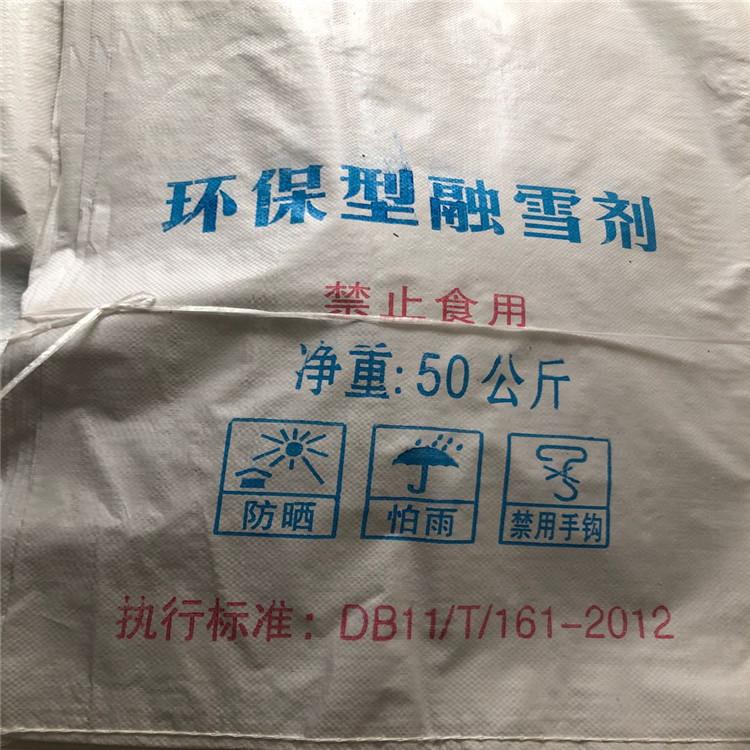 环保型融雪剂
禁止食用
净重:50公斤
防晒 怕雨 禁用手钩
执行标准：DB11/T/161-2012